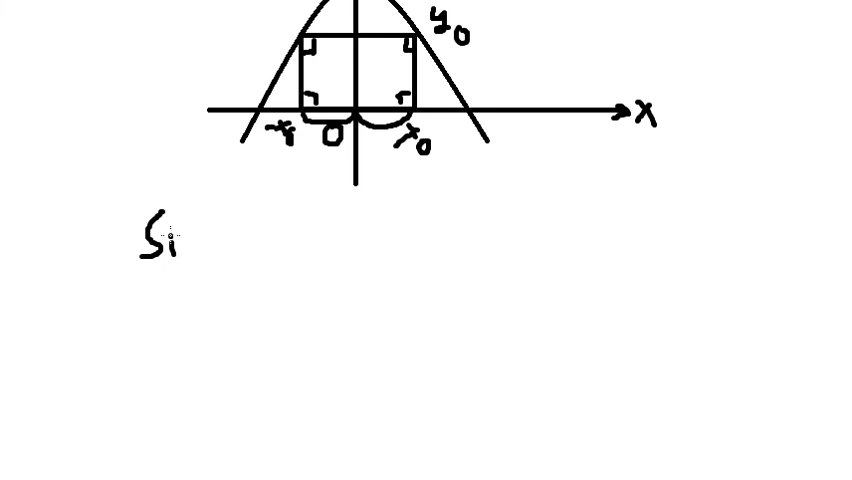 y₀
x
-x₀ 0 x₀
Si